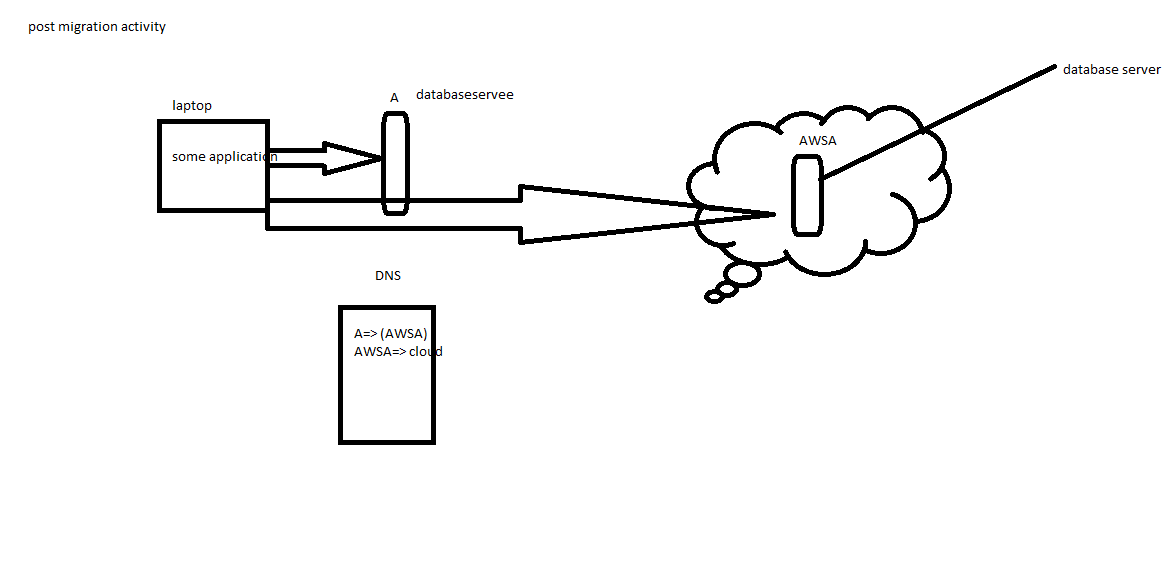 post migration activity
database server
A
databaseservee
laptop
AWSA
some application
DNS
A=> (AWSA)
AWSA=> cloud